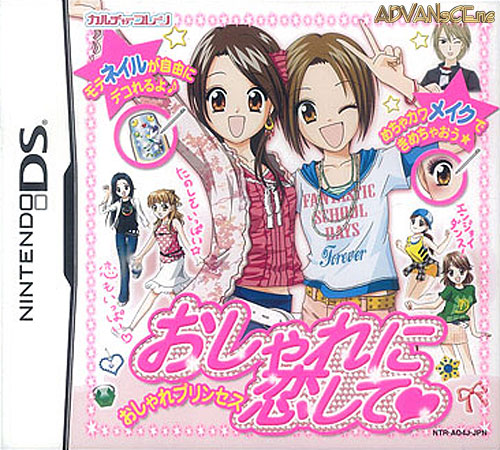 ADVANsCEne
カルチャーブレーン
モテネイルが自由に
デコれるよ♪
めちゃカワメイクで
きめちゃおう☆
NINTENDO DS
FANTASTIC
SCHOOL
DAYS
Forever
たのしさいっぱい♡
恋もいっぱい
エンジョイ
ダンス!
おしゃれに
恋して♥
おしゃれプリンセス
NTR-AO4J-JPN